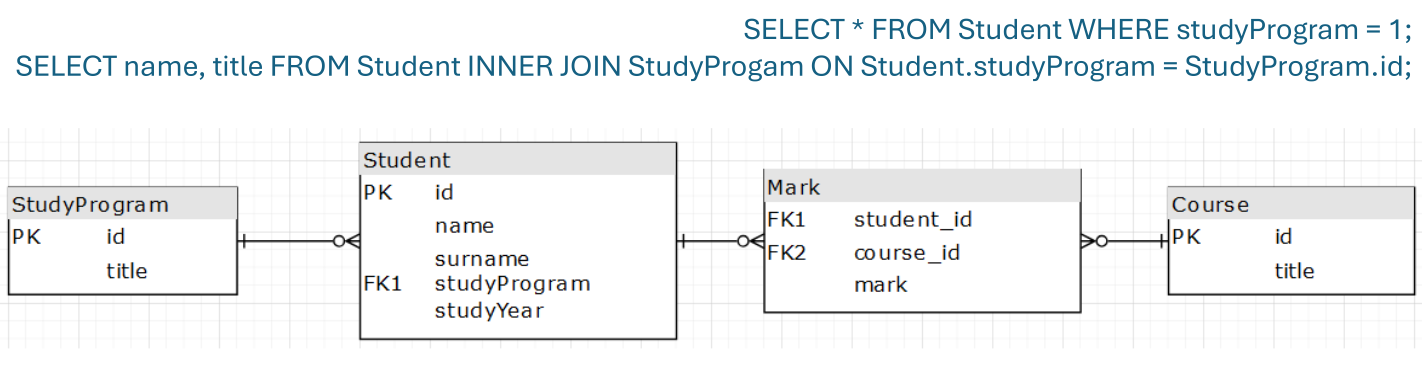 SELECT * FROM Student WHERE studyProgram = 1;
SELECT name, title FROM Student INNER JOIN StudyProgam ON Student.studyProgram = StudyProgram.id;
StudyProgram
PK id
title
Student
PK id
name
surname
FK1 studyProgram
studyYear
Mark
FK1 student_id
FK2 course_id
mark
Course
PK id
title